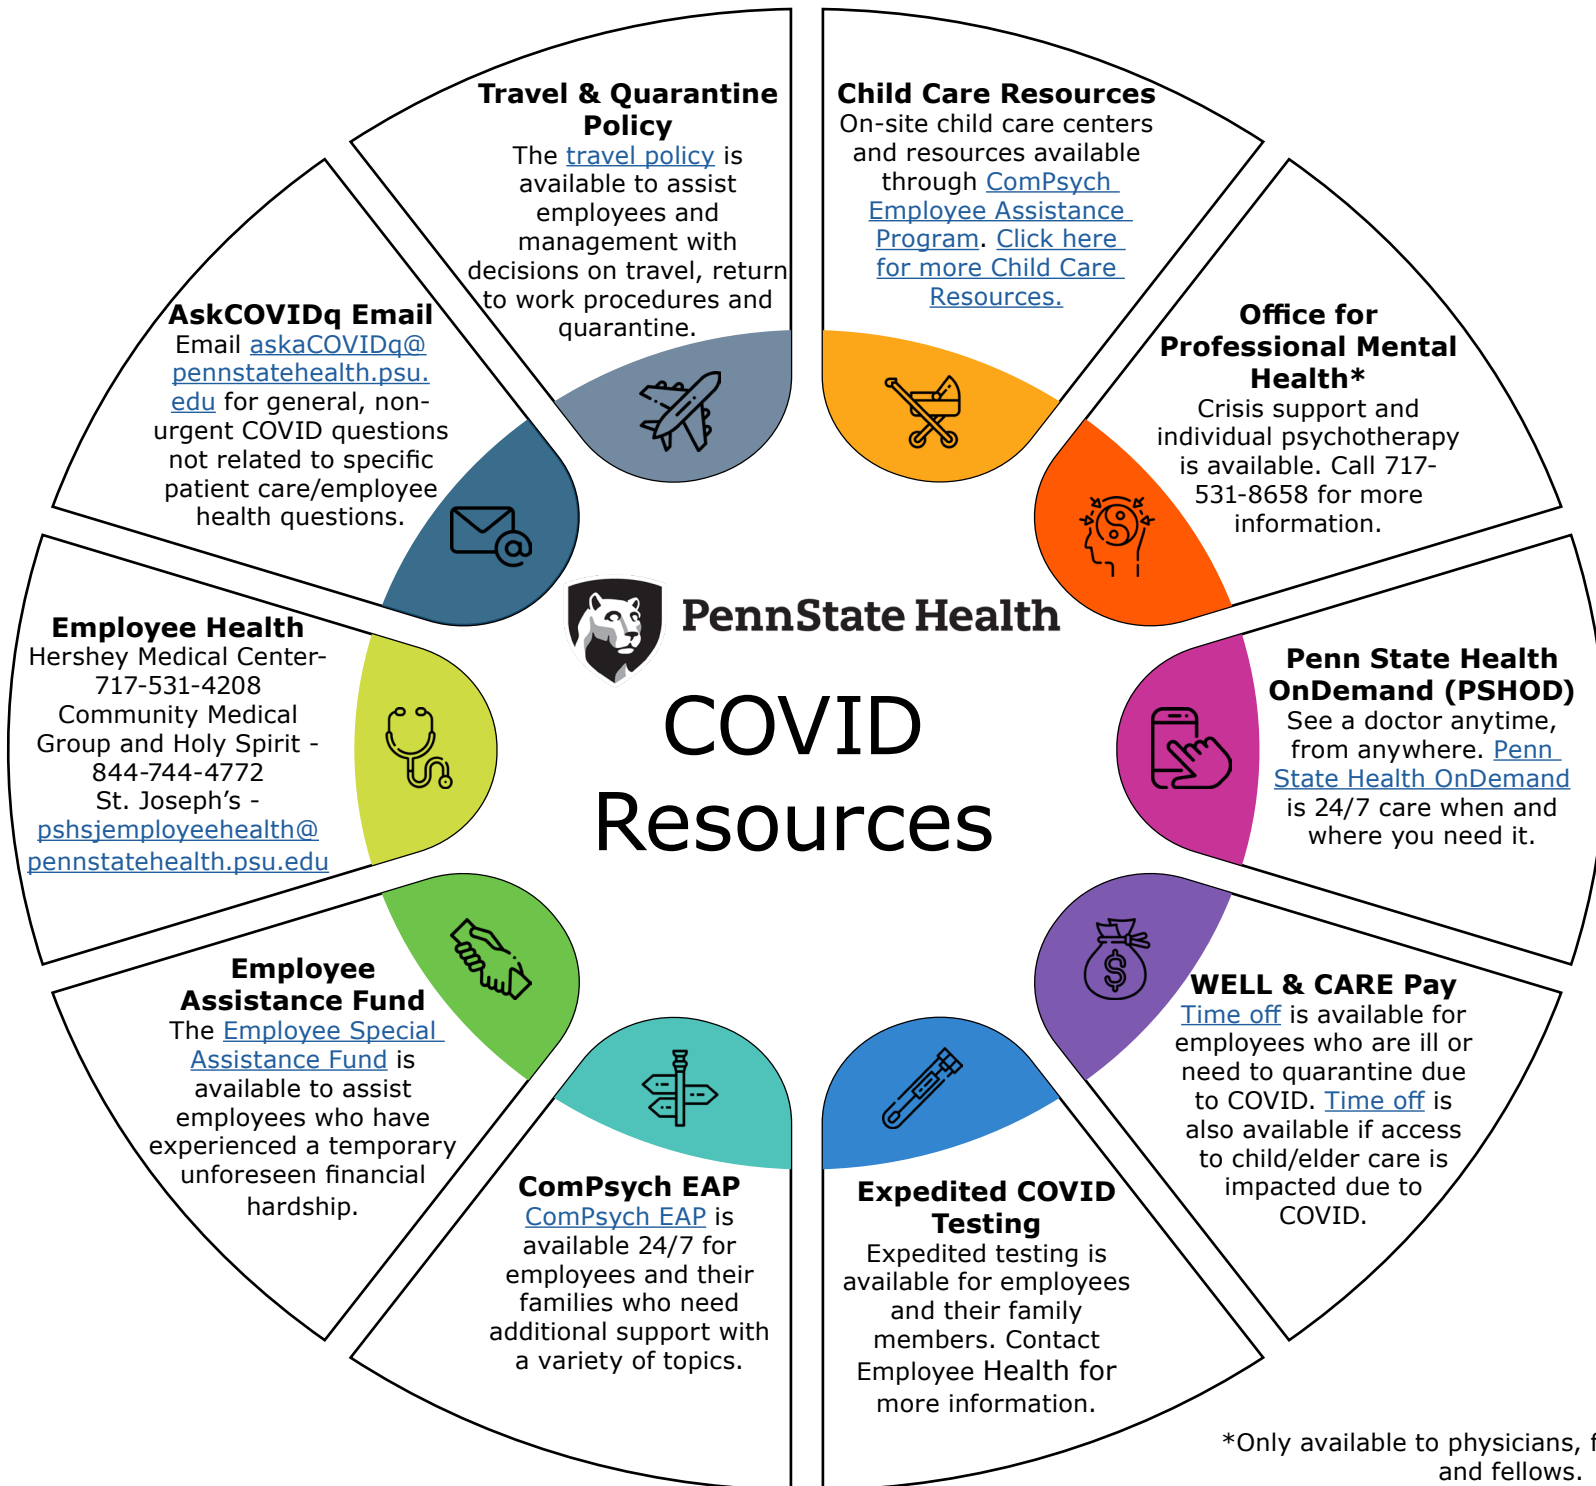 Travel & Quarantine
Policy
The travel policy is
available to assist
employees and
management with
decisions on travel, return
to work procedures and
quarantine.
Child Care Resources
On-site child care centers
and resources available
through ComPsych
Employee Assistance
Program. Click here
for more Child Care
Resources.
AskCOVIDq Email
Email askaCOVIDq@
pennstatehealth.psu.
edu for general, non-
urgent COVID questions
not related to specific
patient care/employee
health questions.
Office for
Professional Mental
Health*
Crisis support and
individual psychotherapy
is available. Call 717-
531-8658 for more
information.
PennState Health
COVID
Resources
Employee Health
Hershey Medical Center-
717-531-4208
Community Medical
Group and Holy Spirit -
844-744-4772
St. Joseph's -
pshsjemployeehealth@
pennstatehealth.psu.edu
Penn State Health
OnDemand (PSHOD)
See a doctor anytime,
from anywhere. Penn
State Health OnDemand
is 24/7 care when and
where you need it.
Employee
Assistance Fund
The Employee Special
Assistance Fund is
available to assist
employees who have
experienced a temporary
unforeseen financial
hardship.
WELL & CARE Pay
Time off is available for
employees who are ill or
need to quarantine due
to COVID. Time off is
also available if access
to child/elder care is
impacted due to
COVID.
ComPsych EAP
ComPsych EAP is
available 24/7 for
employees and their
families who need
additional support with
a variety of topics.
Expedited COVID
Testing
Expedited testing is
available for employees
and their family
members. Contact
Employee Health for
more information.
*Only available to physicians,
and fellows.